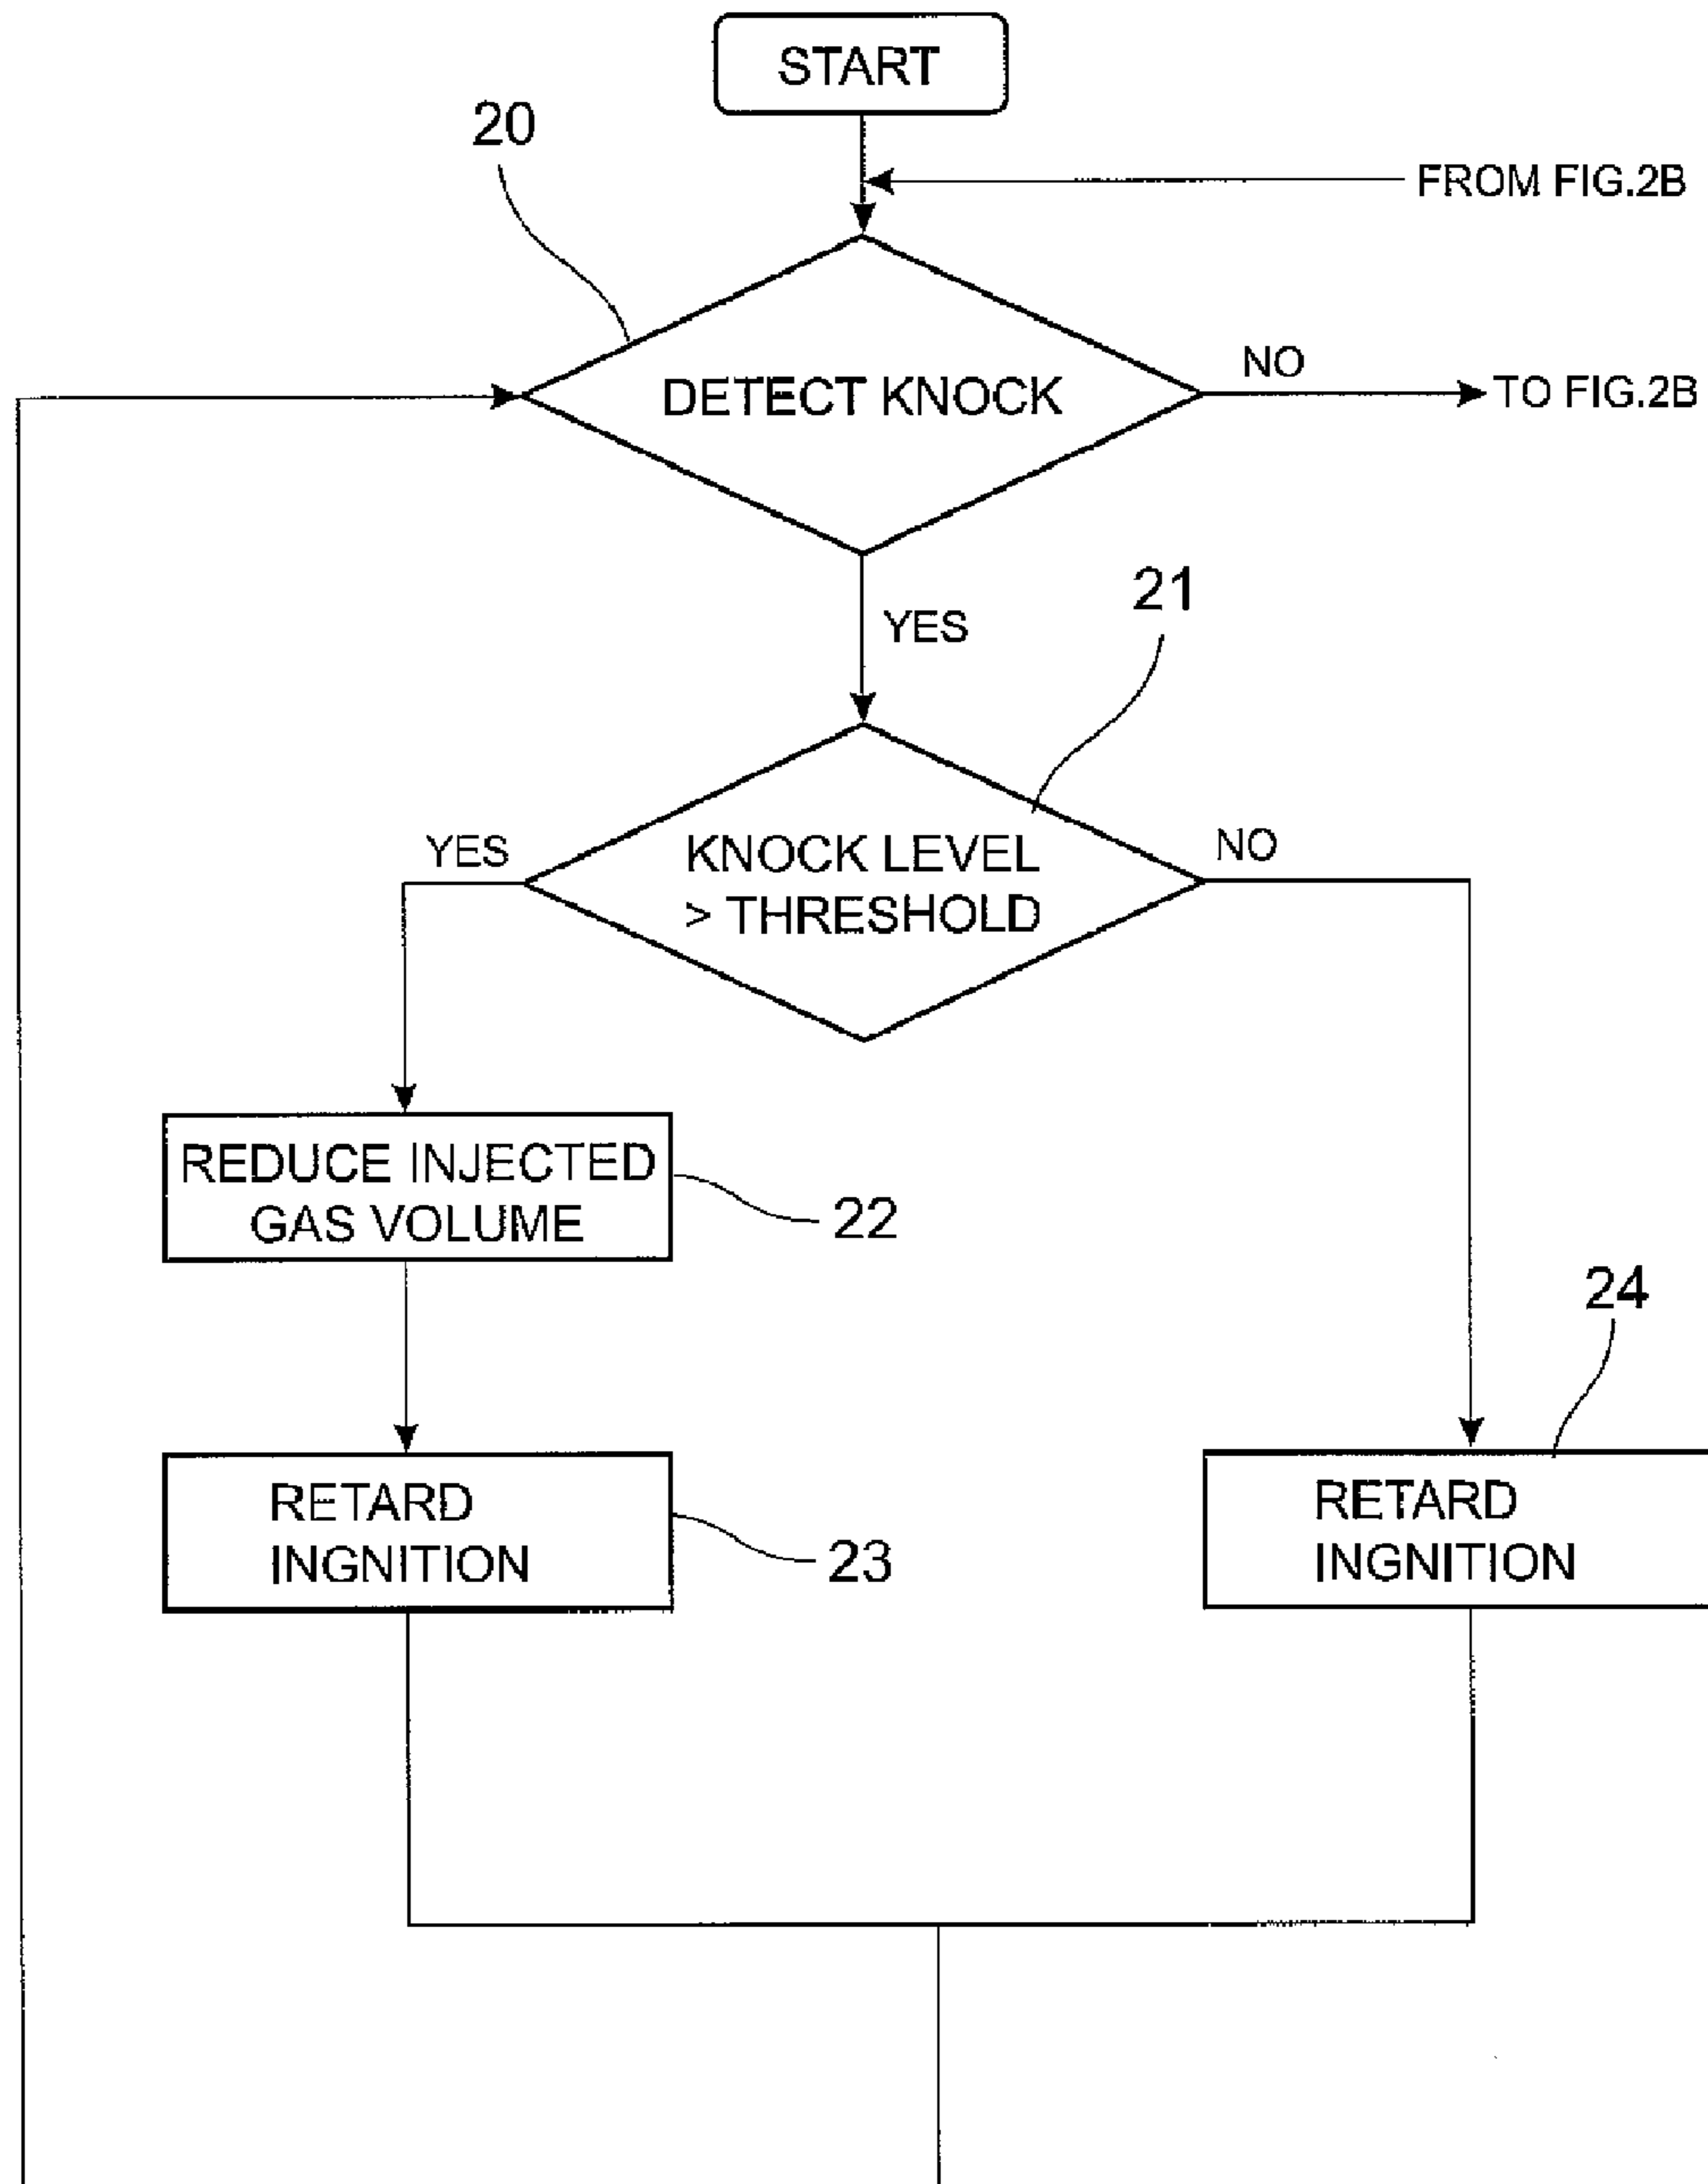 START
20
FROM FIG.2B
DETECT KNOCK
NO
TO FIG.2B
YES
21
YES
KNOCK LEVEL
> THRESHOLD
NO
REDUCE INJECTED
GAS VOLUME
22
24
RETARD
INGNITION
23
RETARD
INGNITION